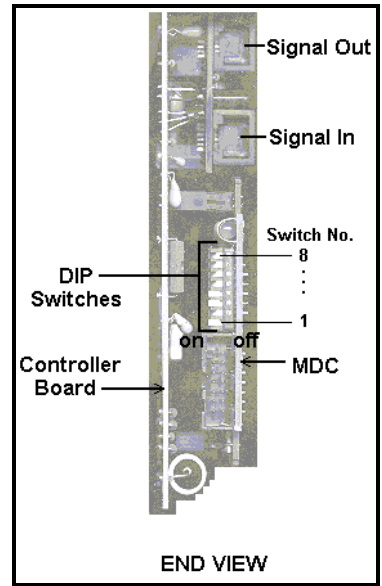 Signal Out
Signal In
Switch No.
8
DIP
Switches
1
on off
Controller
Board
MDC
END VIEW